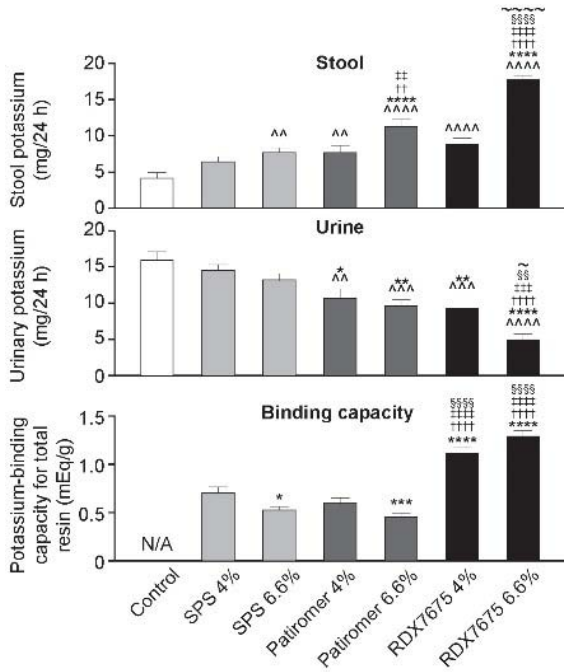 ~~~~
§§§§
‡‡‡‡
††††
****
^^^^
Stool
‡‡
††
****
^^^^
^^
^^
^^^^
Stool potassium
(mg/24 h)
20
15
10
5
0
Urine
*
^^
**
^^^
**
^^^
~
§§
‡‡‡
††††
****
^^^^
Urinary potassium
(mg/24 h)
20
15
10
5
0
Binding capacity
*
***
§§§§
‡‡‡‡
††††
****
§§§§
‡‡‡‡
††††
****
Potassium-binding
capacity for total
resin (mEq/g)
1.5
1.0
0.5
0
N/A
Control
SPS 4%
SPS 6.6%
Patiromer 4%
Patiromer 6.6%
RDX7675 4%
RDX7675 6.6%